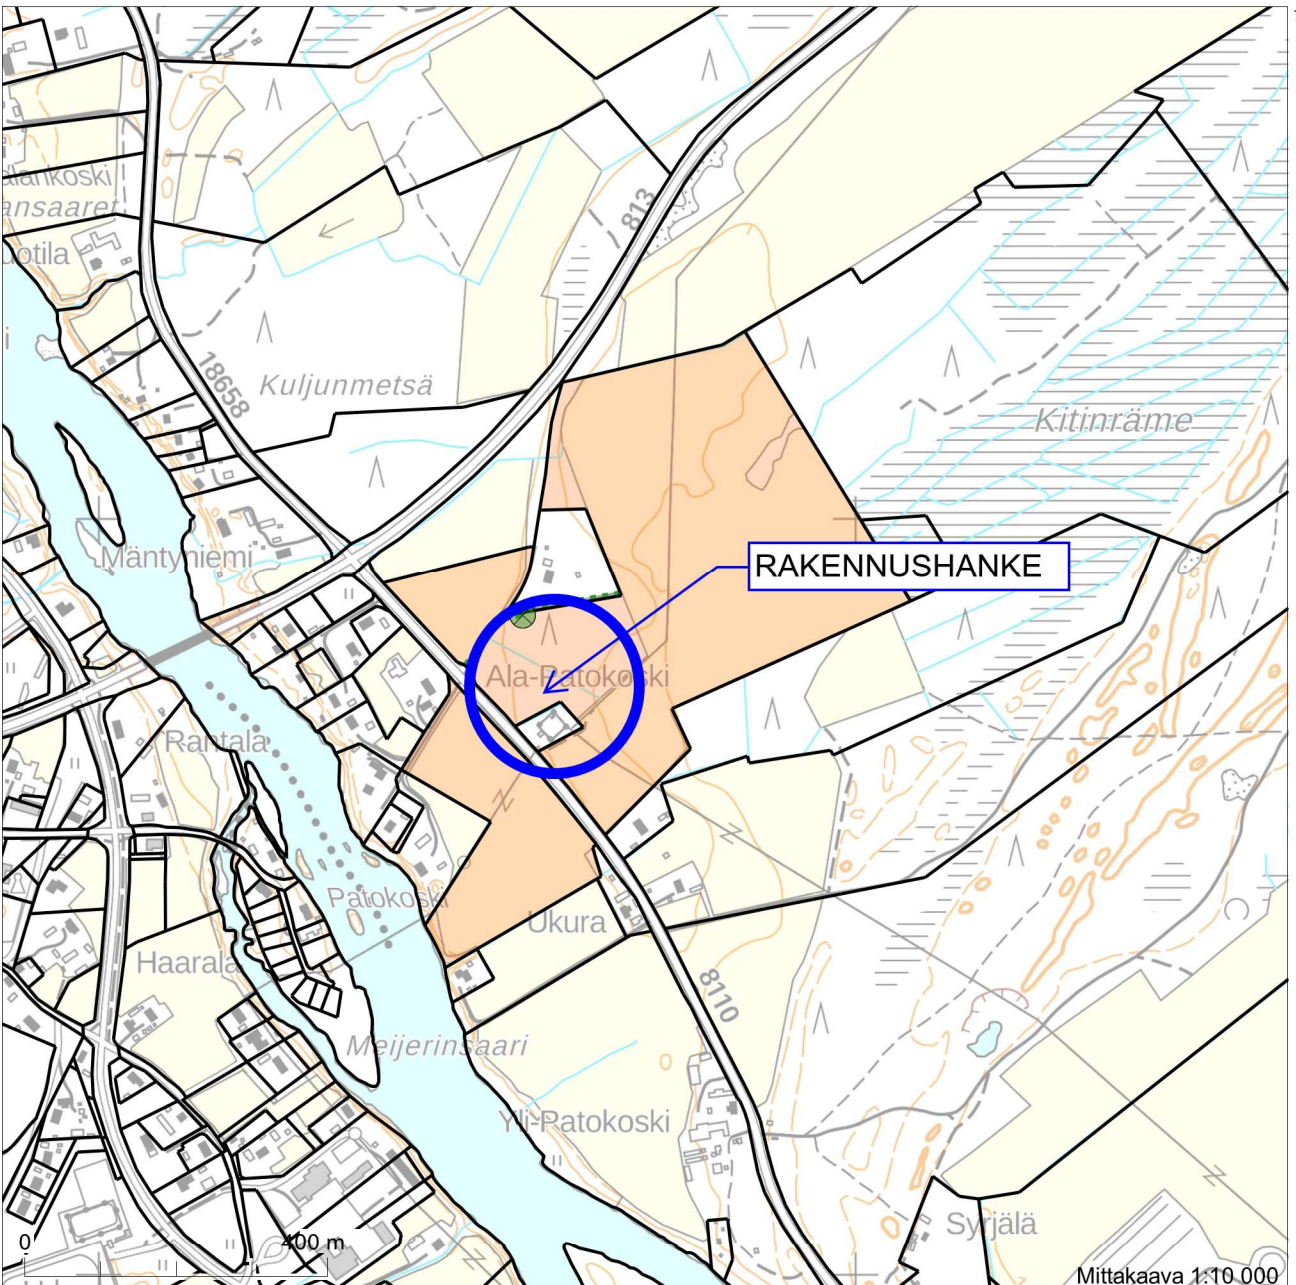 ansaaret
813
18658
Kuljunmetsä
Kitinräme
Mäntyniemi
RAKENNUSHANKE
Ala-Patokoski
Rantala
Patokoski
Ukura
Haarala
8110
Meijerinsaari
Yli-Patokoski
Syrjälä
0
400 m
Mittakaava 1:10 000